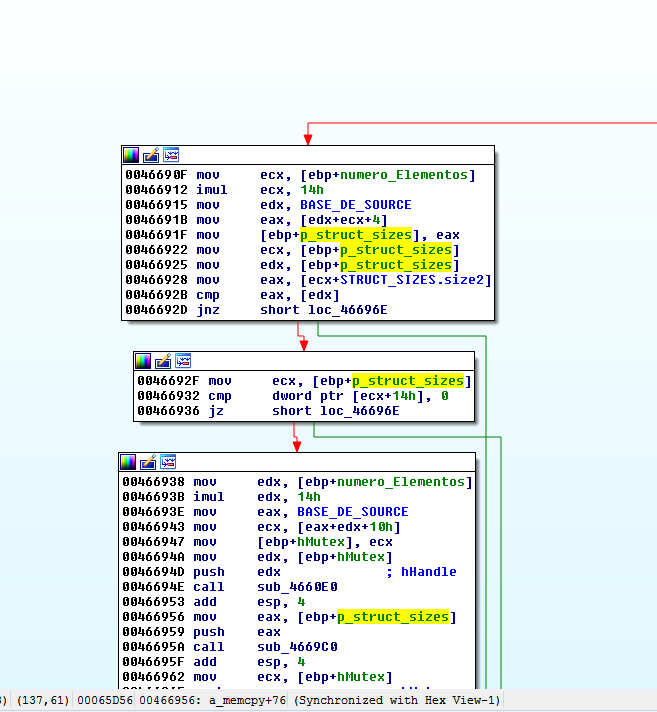 0046690F mov ecx, [ebp+numero_Elementos]
00466912 imul ecx, 14h
00466915 mov edx, BASE_DE_SOURCE
0046691B mov eax, [edx+ecx+4]
0046691F mov [ebp+p_struct_sizes], eax
00466922 mov ecx, [ebp+p_struct_sizes]
00466925 mov edx, [ebp+p_struct_sizes]
00466928 mov eax, [ecx+STRUCT_SIZES.size2]
0046692B cmp eax, [edx]
0046692D jnz short loc_46696E
0046692F mov ecx, [ebp+p_struct_sizes]
00466932 cmp dword ptr [ecx+14h], 0
00466936 jz short loc_46696E
00466938 mov edx, [ebp+numero_Elementos]
0046693B imul edx, 14h
0046693E mov eax, BASE_DE_SOURCE
00466943 mov ecx, [eax+edx+10h]
00466947 mov [ebp+hMutex], ecx
0046694A mov edx, [ebp+hMutex]
0046694D push edx ; hHandle
0046694E call sub_4660E0
00466953 add esp, 4
00466956 mov eax, [ebp+p_struct_sizes]
00466959 push eax
0046695A call sub_4669C0
0046695F add esp, 4
00466962 mov ecx, [ebp+hMutex]
(137,61) 00065D56 00466956: a_memcpy+76 (Synchronized with Hex View-1)